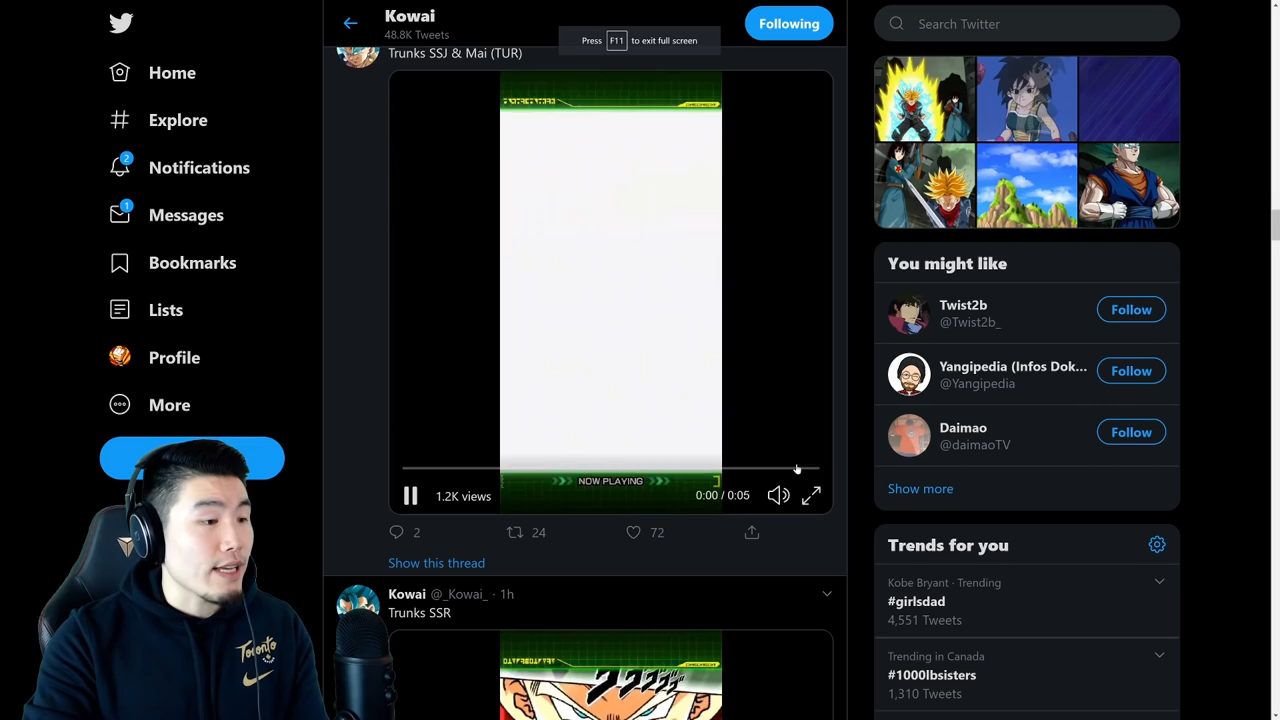 Home
Explore
2
Notifications
1
Messages
Bookmarks
Lists
Profile
More
Kowai
48.8K Tweets
Following
Press F11 to exit full screen
Trunks SSJ & Mai (TUR)
NOW PLAYING
1.2K views
0:00 / 0:05
2
24
72
Show this thread
Kowai @_Kowai_ · 1h
Trunks SSR
Search Twitter
You might like
Twist2b
@Twist2b_
Follow
Yangipedia (Infos Dok...
@Yangipedia
Follow
Daimao
@daimaoTV
Follow
Show more
Trends for you
Kobe Bryant · Trending
#girlsdad
4,551 Tweets
Trending in Canada
#1000lbsisters
1,310 Tweets
Toronto